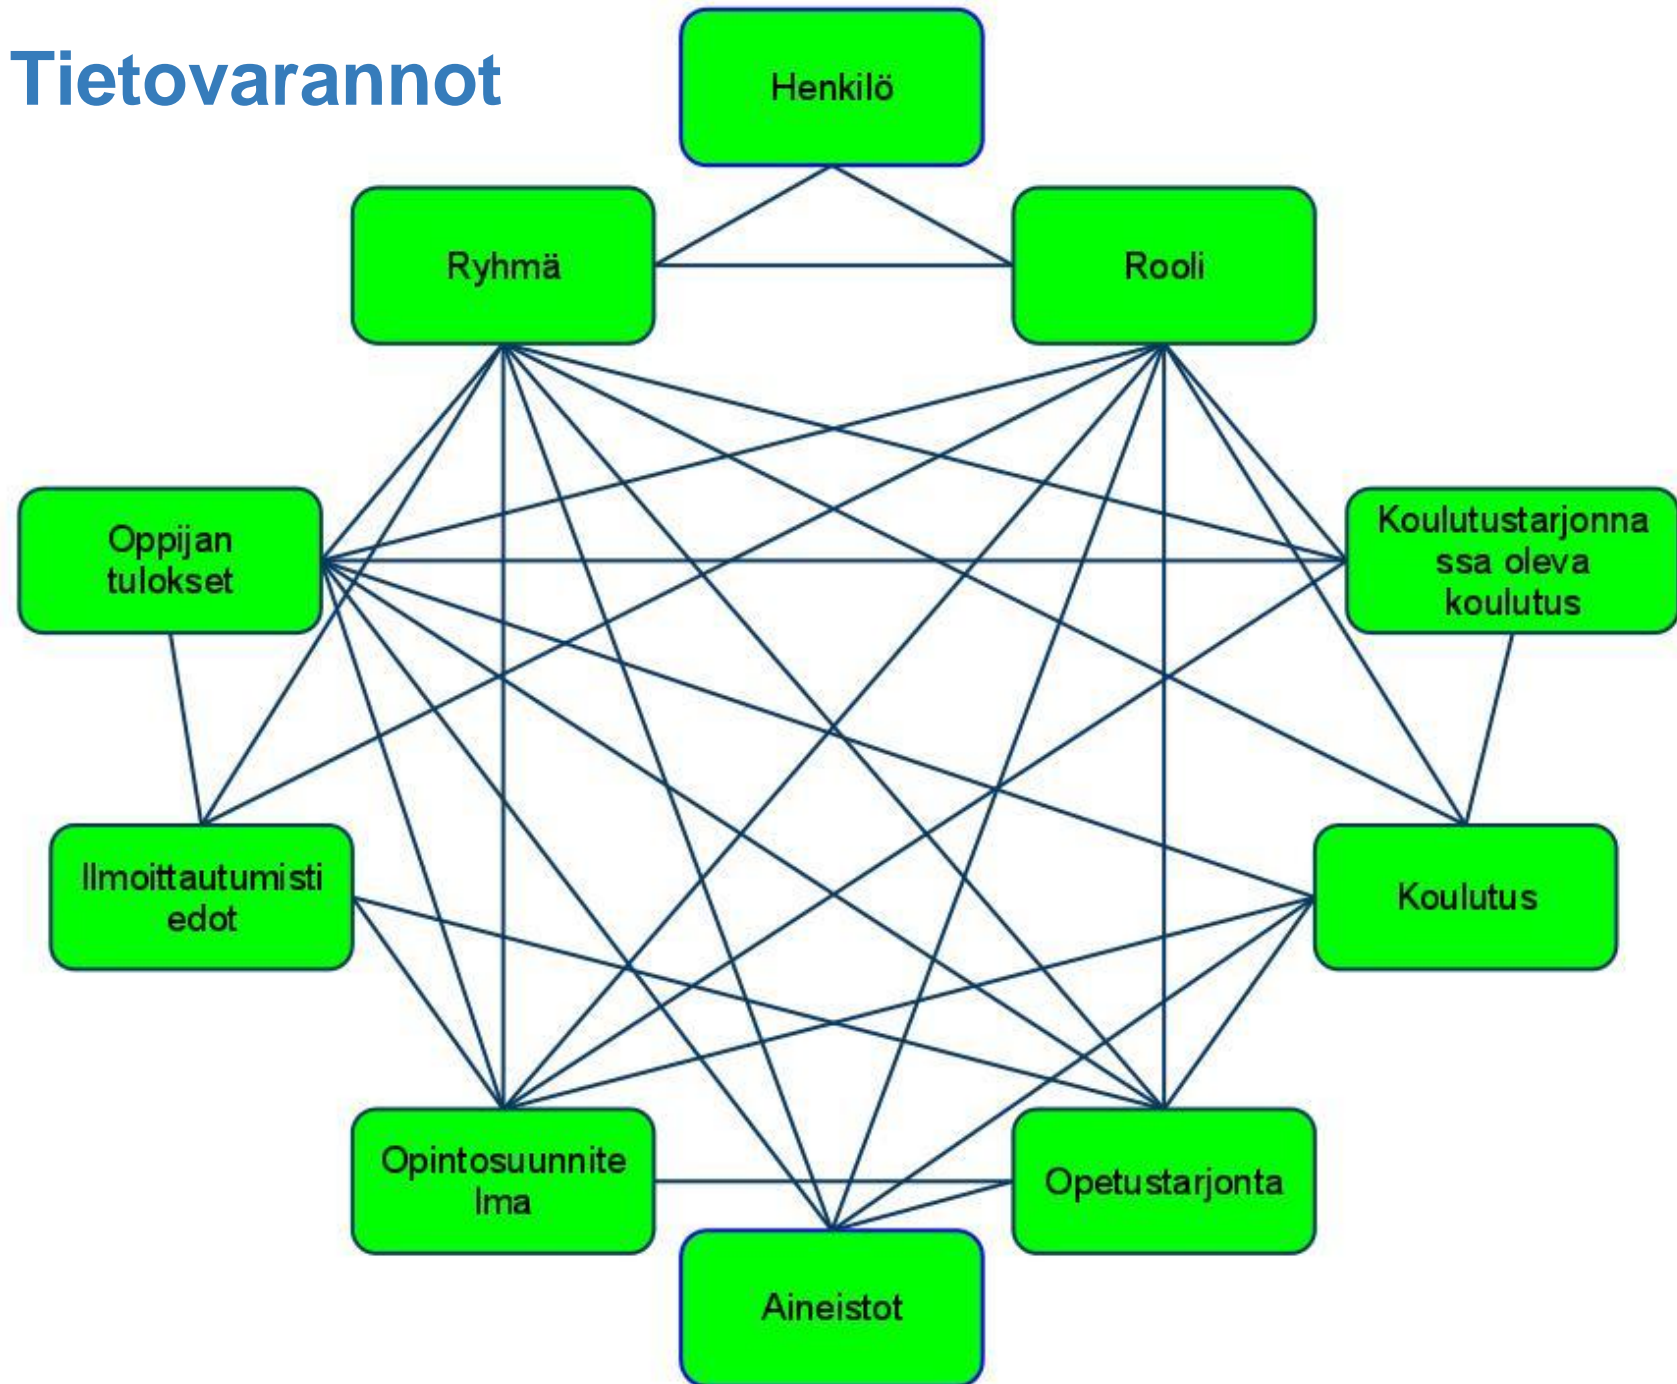 Tietovarannot
Henkilö
Ryhmä
Rooli
Oppijan
tulokset
Koulutustarjonna
ssa oleva
koulutus
Ilmoittautumisti
edot
Koulutus
Opintosuunnite
lma
Opetustarjonta
Aineistot